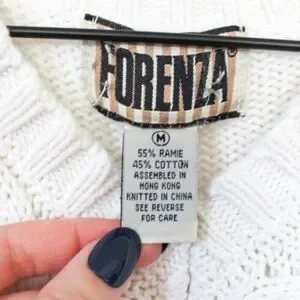 FORENZA®
M
55% RAMIE
45% COTTON
ASSEMBLED IN
HONG KONG
KNITTED IN CHINA
SEE REVERSE
FOR CARE